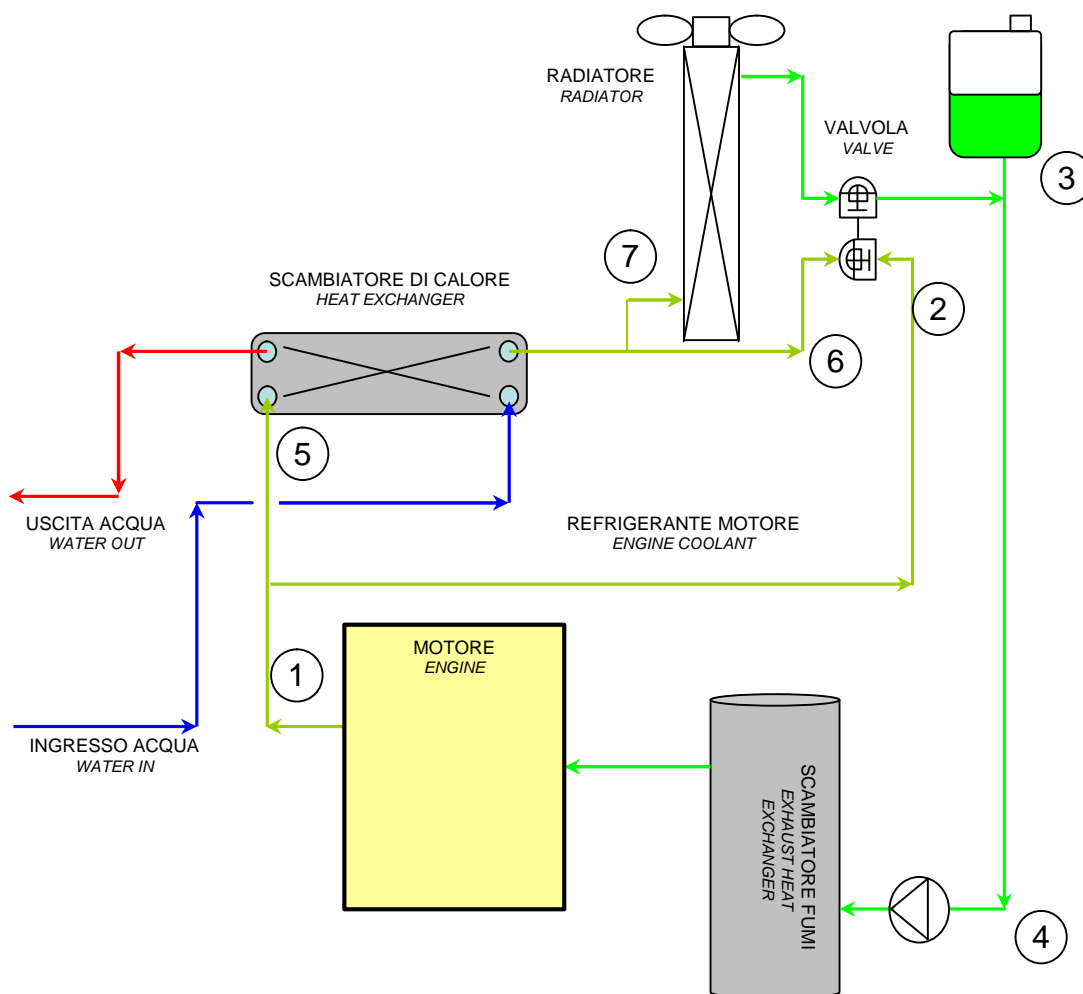 RADIATORE
RADIATOR
VALVOLA
VALVE
3
7
SCAMBIATORE DI CALORE
HEAT EXCHANGER
2
6
5
USCITA ACQUA
WATER OUT
REFRIGERANTE MOTORE
ENGINE COOLANT
1
MOTORE
ENGINE
INGRESSO ACQUA
WATER IN
SCAMBIATORE FUMI
EXHAUST HEAT
EXCHANGER
4